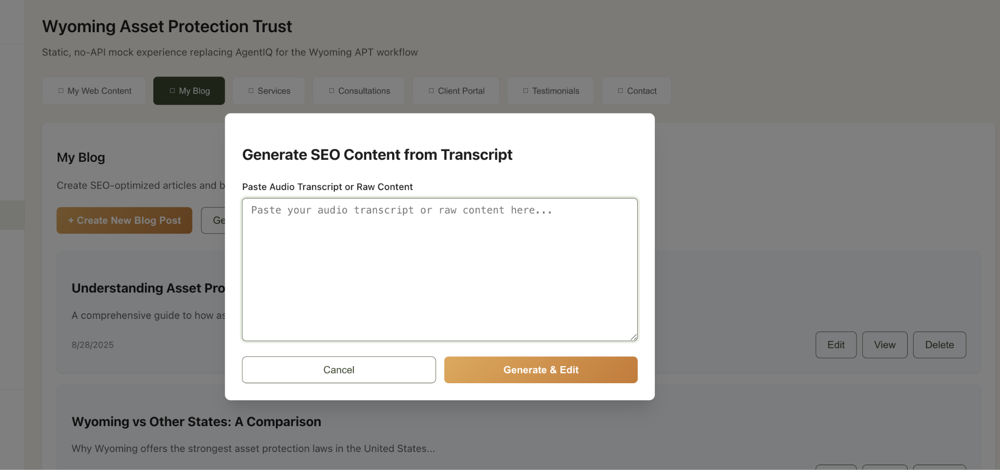 Wyoming Asset Protection Trust
Static, no-API mock experience replacing AgentIQ for the Wyoming APT workflow
My Web Content
My Blog
Services
Consultations
Client Portal
Testimonials
Contact
My Blog
Create SEO-optimized articles and b
+ Create New Blog Post
Ge
Generate SEO Content from Transcript
Paste Audio Transcript or Raw Content
Paste your audio transcript or raw content here...
Cancel
Generate & Edit
Understanding Asset Pro
A comprehensive guide to how as
8/28/2025
Edit
View
Delete
Wyoming vs Other States: A Comparison
Why Wyoming offers the strongest asset protection laws in the United States...